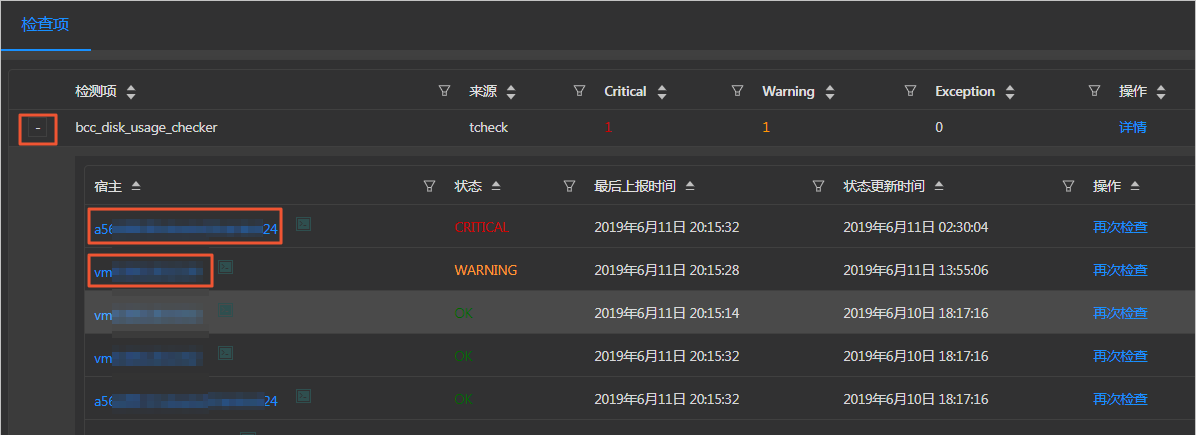 检查项
检测项 来源 Critical Warning Exception 操作
- bcc_disk_usage_checker tcheck 1 1 0 详情
宿主 状态 最后上报时间 状态更新时间 操作
a56 24 CRITICAL 2019年6月11日 20:15:32 2019年6月11日 02:30:04 再次检查
vm WARNING 2019年6月11日 20:15:28 2019年6月11日 13:55:06 再次检查
vm OK 2019年6月11日 20:15:14 2019年6月10日 18:17:16 再次检查
vm OK 2019年6月11日 20:15:32 2019年6月10日 18:17:16 再次检查
a56 24 OK 2019年6月11日 20:15:32 2019年6月10日 18:17:16 再次检查